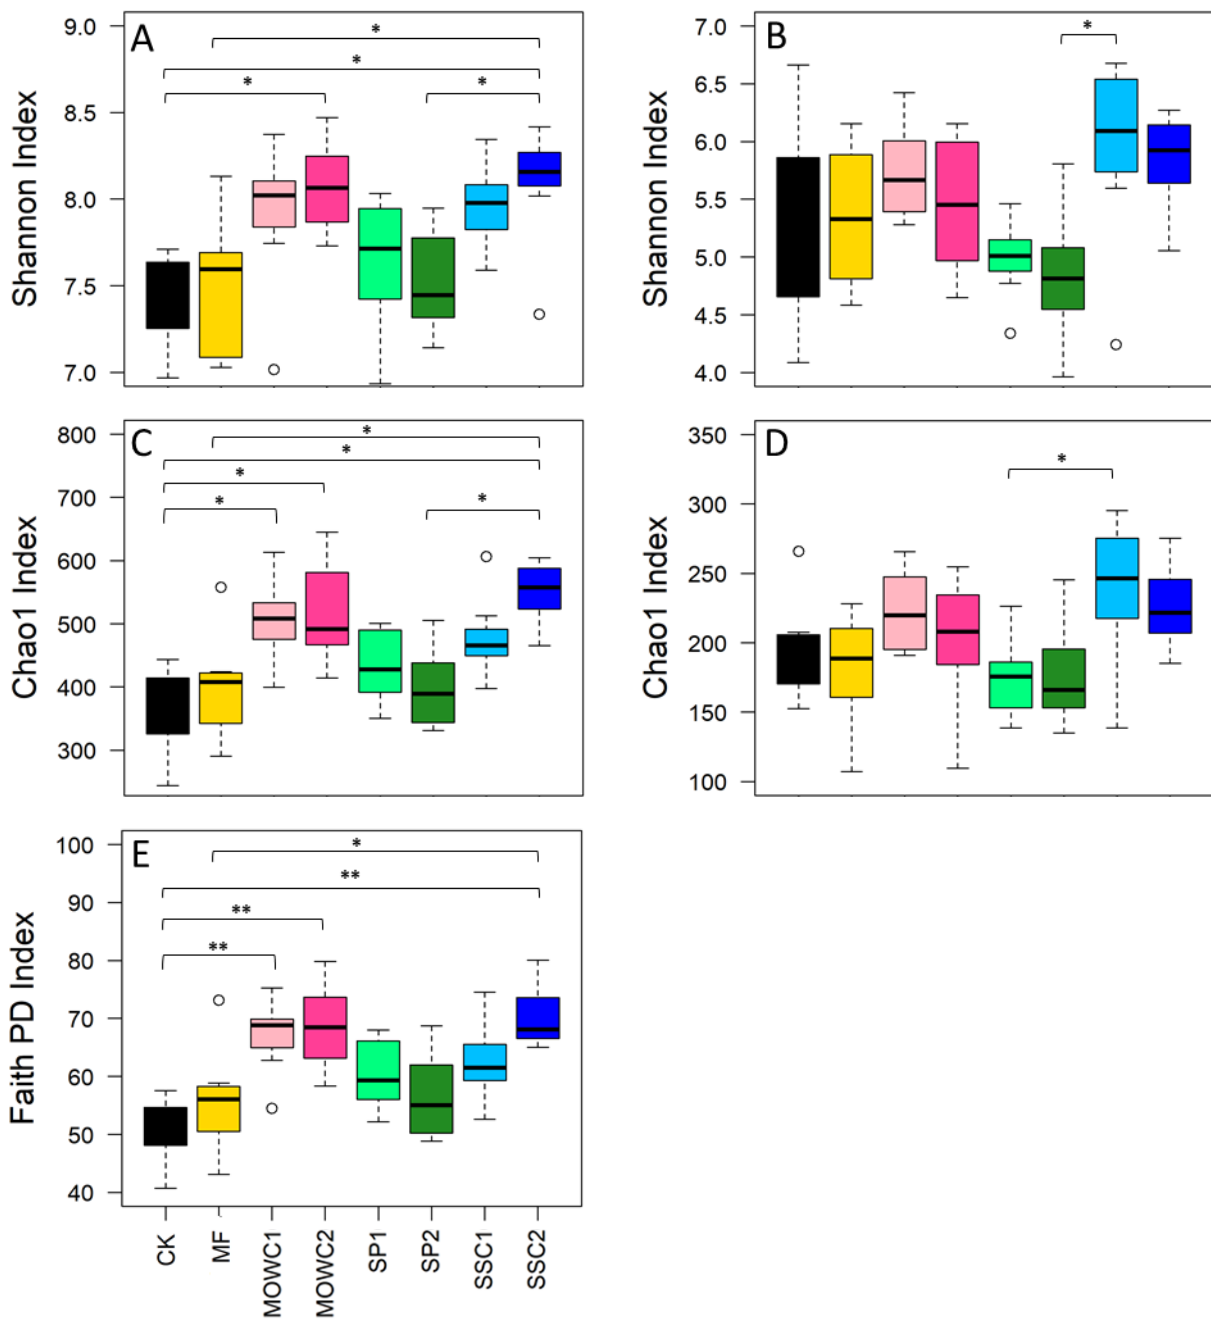 A
Shannon Index
9.0
8.5
8.0
7.5
7.0
*
*
*
*
B
Shannon Index
7.0
6.5
6.0
5.5
5.0
4.5
4.0
*
C
Chao1 Index
800
700
600
500
400
300
*
*
*
*
*
D
Chao1 Index
350
300
250
200
150
100
*
E
Faith PD Index
100
90
80
70
60
50
40
*
**
**
**
CK
MF
MOWC1
MOWC2
SP1
SP2
SSC1
SSC2